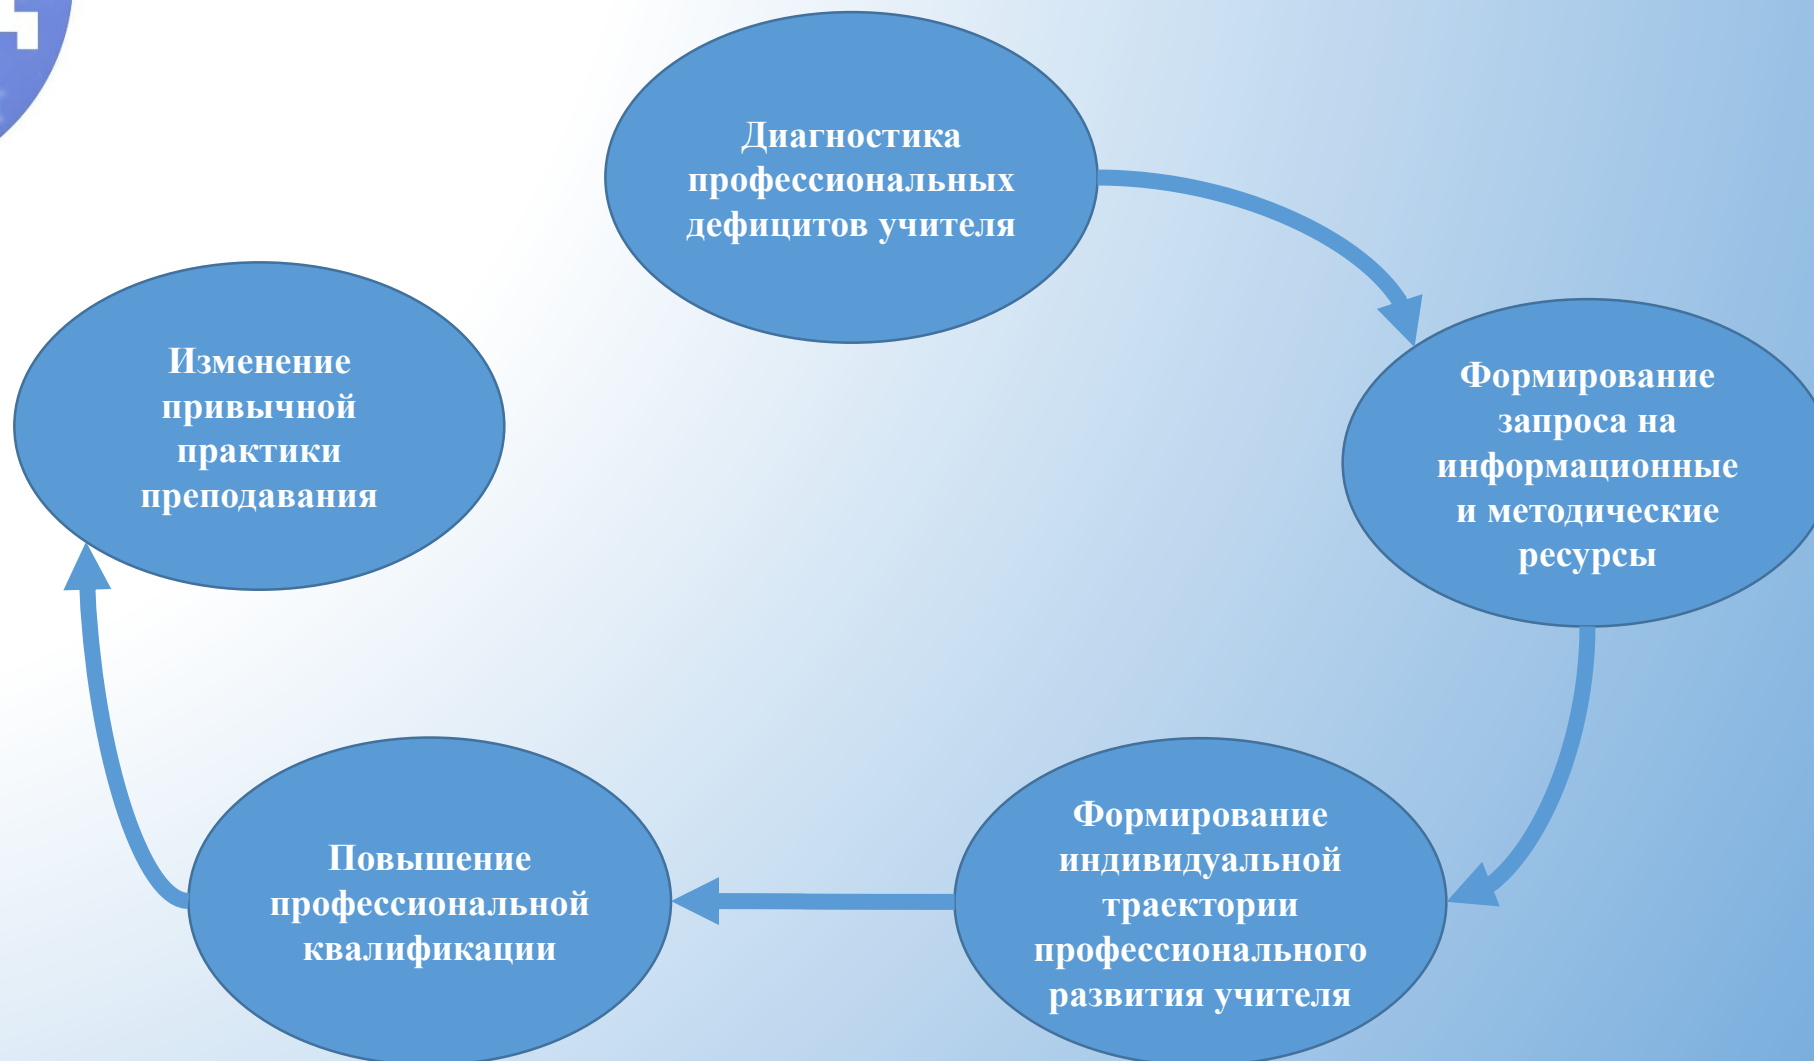 Диагностика
профессиональных
дефицитов учителя
Формирование
запроса на
информационные
и методические
ресурсы
Формирование
индивидуальной
траектории
профессионального
развития учителя
Повышение
профессиональной
квалификации
Изменение
привычной
практики
преподавания